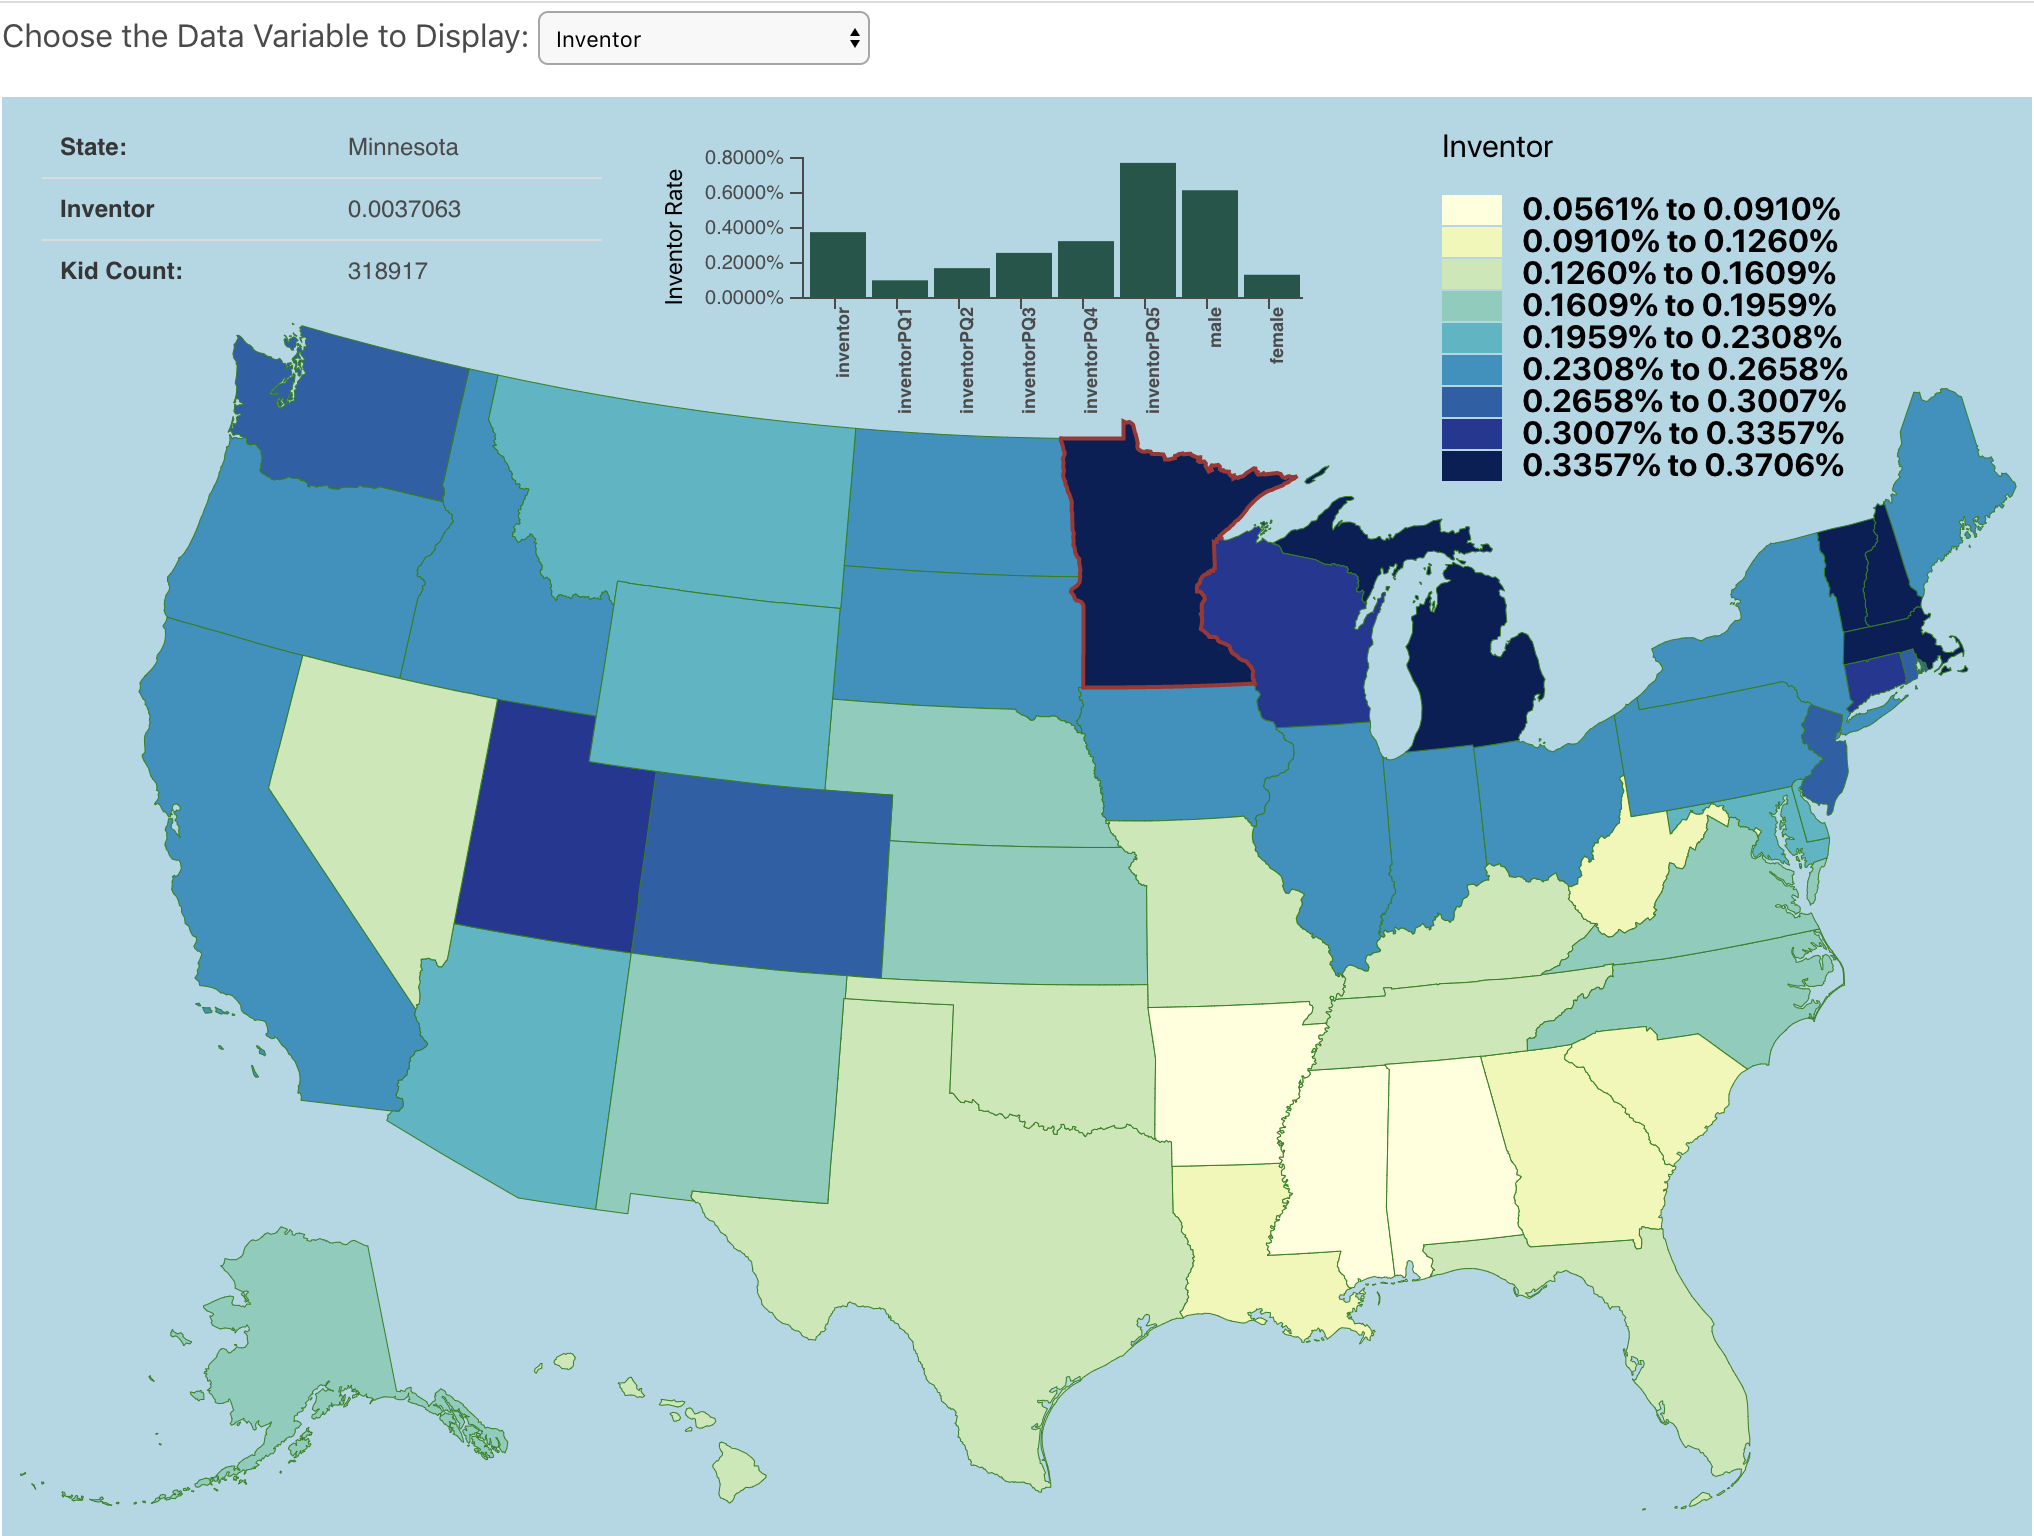 Choose the Data Variable to Display: Inventor
State: Minnesota
Inventor 0.0037063
Kid Count: 318917
Inventor Rate
0.8000%
0.6000%
0.4000%
0.2000%
0.0000%
inventor
inventorPQ1
inventorPQ2
inventorPQ3
inventorPQ4
inventorPQ5
male
female
Inventor
0.0561% to 0.0910%
0.0910% to 0.1260%
0.1260% to 0.1609%
0.1609% to 0.1959%
0.1959% to 0.2308%
0.2308% to 0.2658%
0.2658% to 0.3007%
0.3007% to 0.3357%
0.3357% to 0.3706%